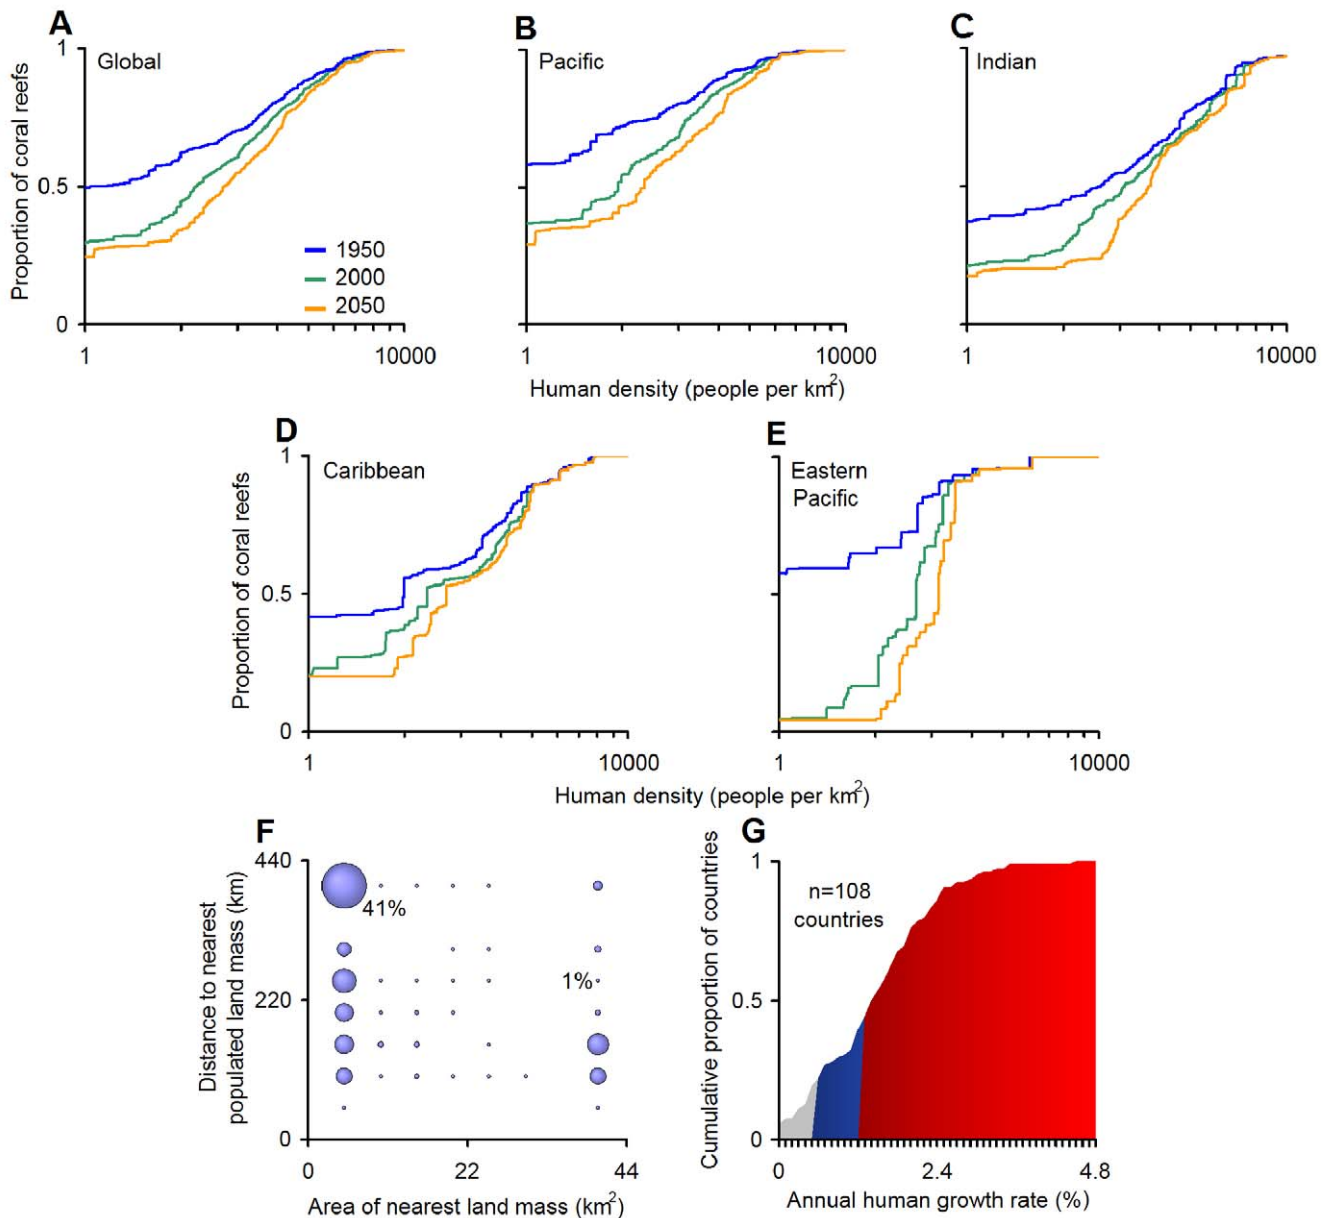 A
Global
B
Pacific
C
Indian
Proportion of coral reefs
1
0.5
0
1950
2000
2050
1
10000
1
10000
1
10000
Human density (people per km2)
D
Caribbean
E
Eastern
Pacific
Proportion of coral reefs
1
0.5
0
1
10000
1
10000
Human density (people per km2)
F
Distance to nearest
populated land mass (km)
440
220
0
41%
1%
0
22
44
Area of nearest land mass (km2)
G
Cumulative proportion of countries
1
0.5
0
n=108
countries
0
2.4
4.8
Annual human growth rate (%)